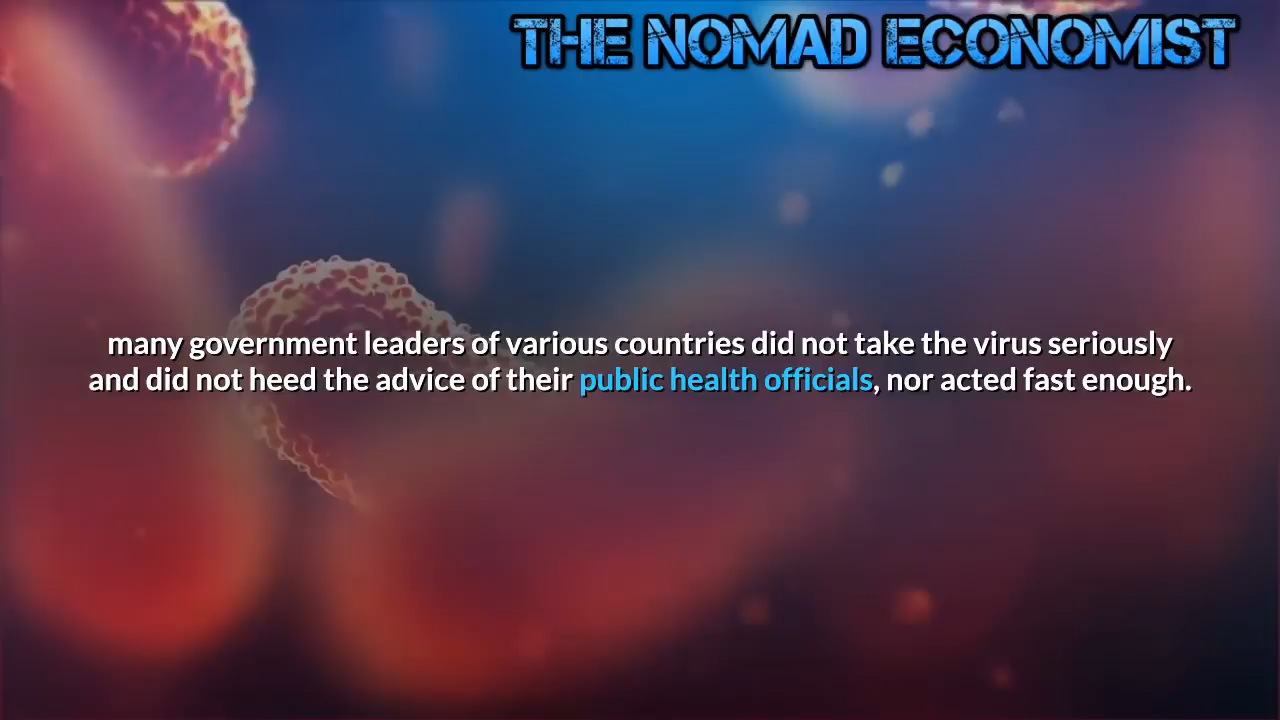 THE NOMAD ECONOMIST
many government leaders of various countries did not take the virus seriously
and did not heed the advice of their public health officials, nor acted fast enough.